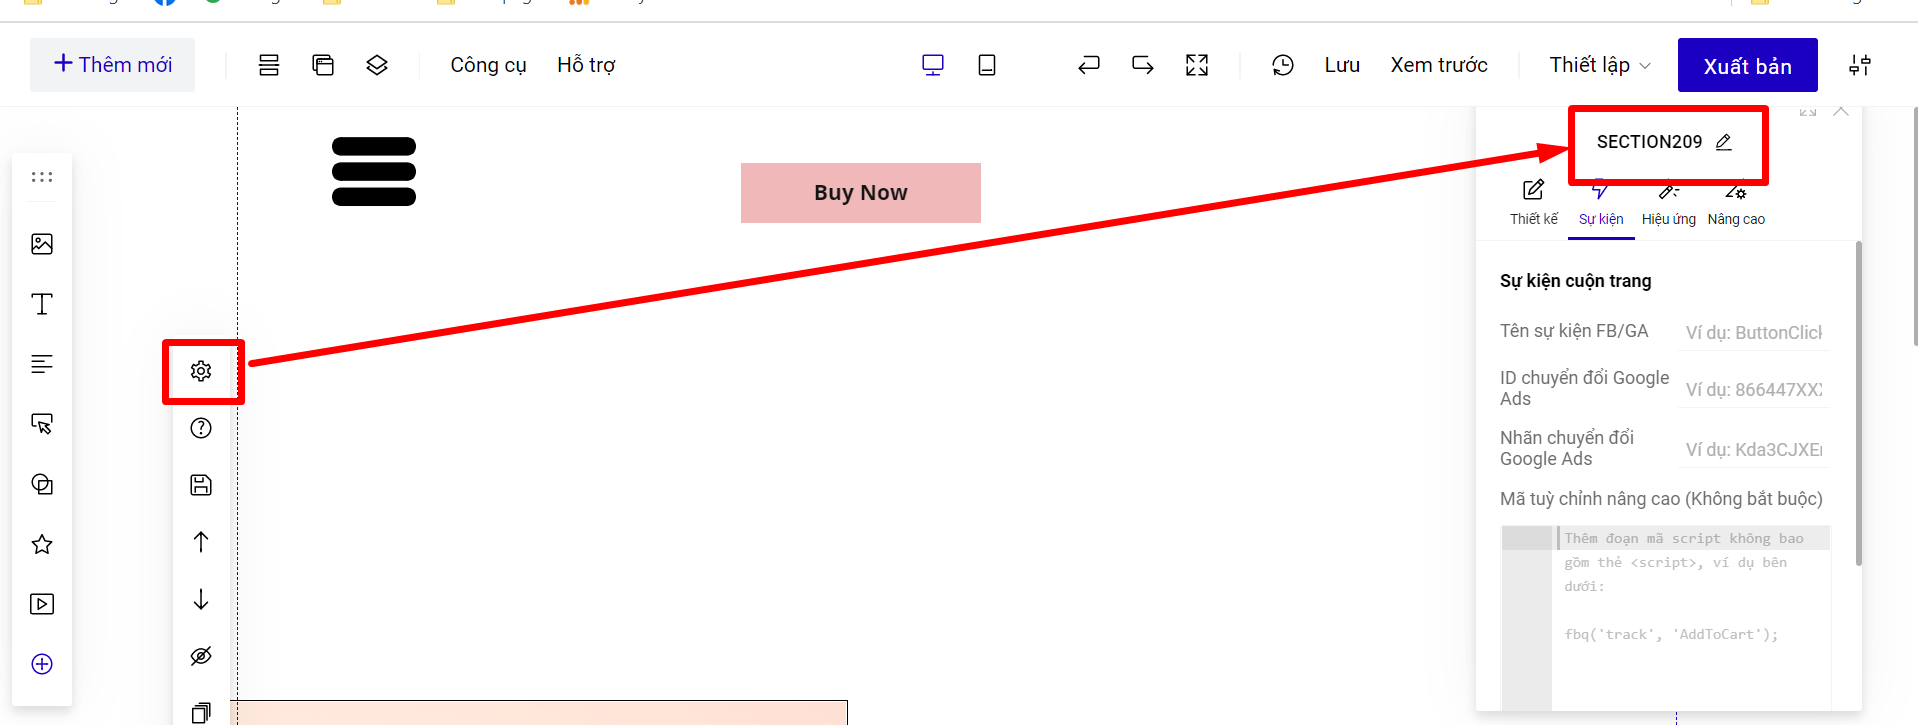 Thêm mới
Công cụ
Hỗ trợ
Lưu
Xem trước
Thiết lập
Xuất bản
SECTION209
Buy Now
Thiết kế
Sự kiện
Hiệu ứng
Nâng cao
Sự kiện cuộn trang
Tên sự kiện FB/GA
Ví dụ: ButtonClick
ID chuyển đổi Google
Ads
Ví dụ: 866447XXX
Nhãn chuyển đổi
Google Ads
Ví dụ: Kda3CJXE
Mã tuỳ chỉnh nâng cao (Không bắt buộc)
Thêm đoạn mã script không bao
gồm thẻ <script>, ví dụ bên
dưới:
fbq('track', 'AddToCart');